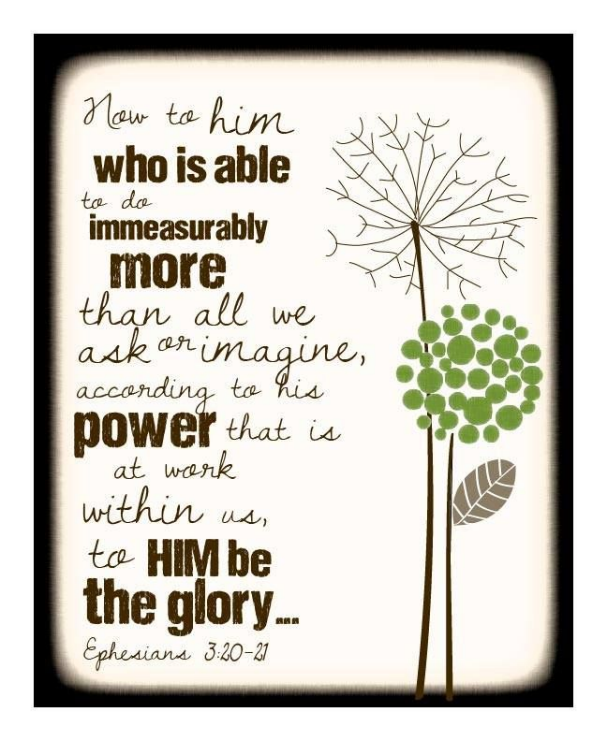 Now to him
who is able
to do
immeasurably
more
than all we
ask or imagine,
according to his
power that is
at work
within us,
to HIM be
the glory...
Ephesians 3:20-21